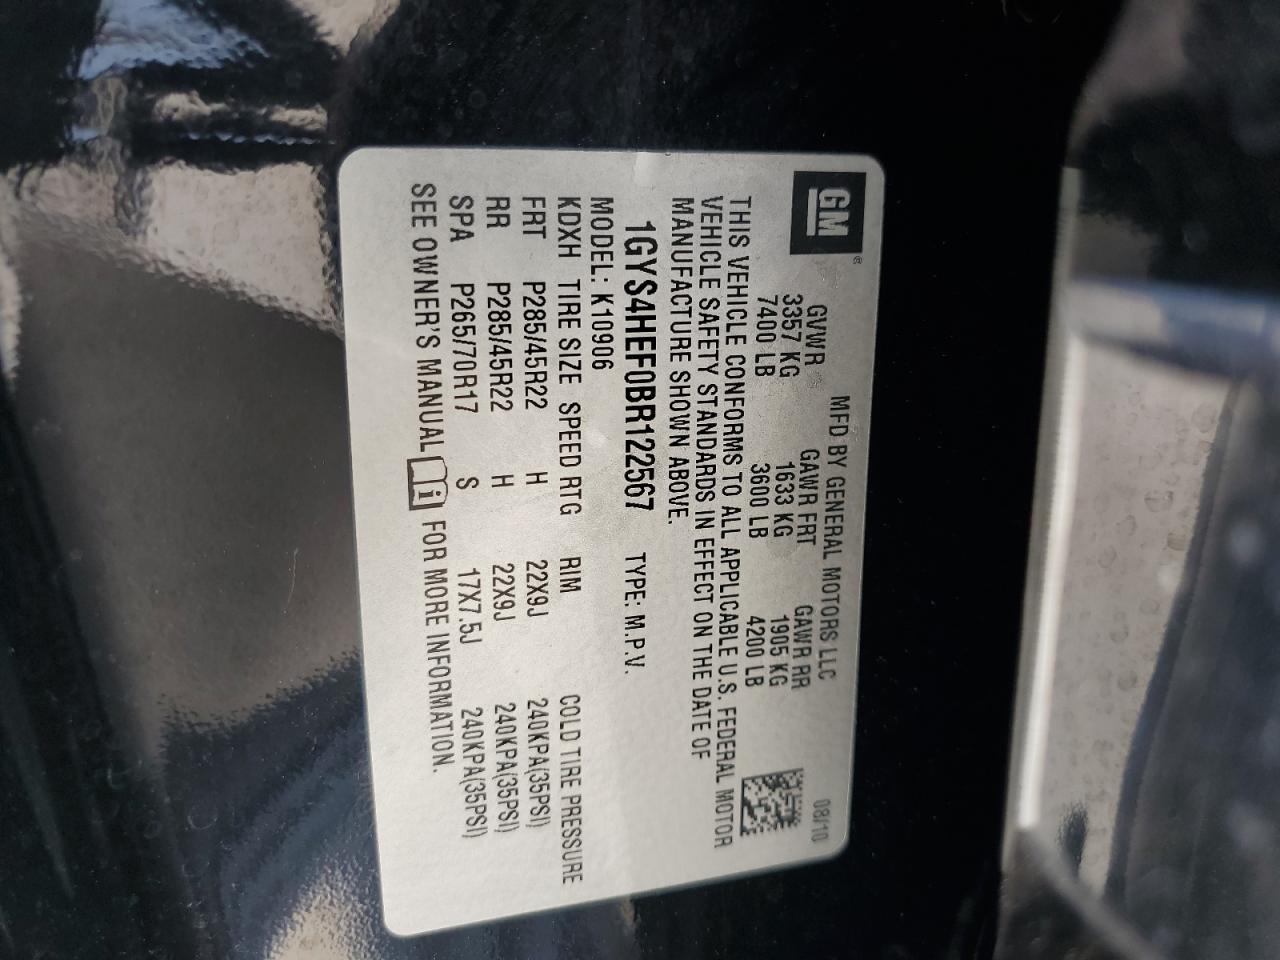 GM®
MFD BY GENERAL MOTORS LLC 08/10
GVWR GAWR FRT GAWR RR
3357 KG 1633 KG 1905 KG
7400 LB 3600 LB 4200 LB
THIS VEHICLE CONFORMS TO ALL APPLICABLE U.S. FEDERAL MOTOR
VEHICLE SAFETY STANDARDS IN EFFECT ON THE DATE OF
MANUFACTURE SHOWN ABOVE.
1GYS4HEF0BR122567 TYPE: M.P.V.
MODEL: K10906
KDXH TIRE SIZE SPEED RTG RIM COLD TIRE PRESSURE
FRT P285/45R22 H 22X9J 240KPA(35PSI)
RR P285/45R22 H 22X9J 240KPA(35PSI)
SPA P265/70R17 S 17X7.5J 240KPA(35PSI)
SEE OWNER'S MANUAL i FOR MORE INFORMATION.